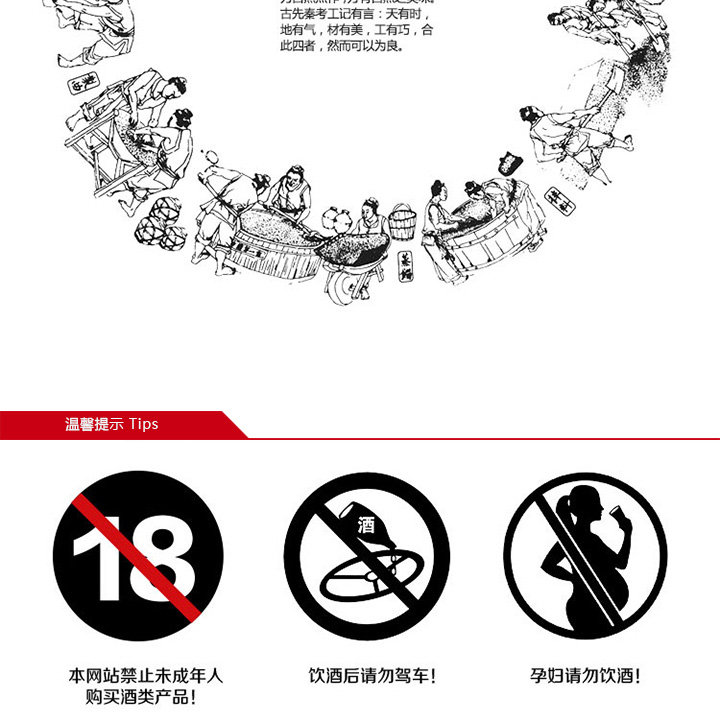 古先秦考工记有言：天有时，
地有气，材有美，工有巧，合
此四者，然而可以为良。
蒸馏
温馨提示 Tips
18
酒
本网站禁止未成年人
购买酒类产品！
饮酒后请勿驾车！
孕妇请勿饮酒！